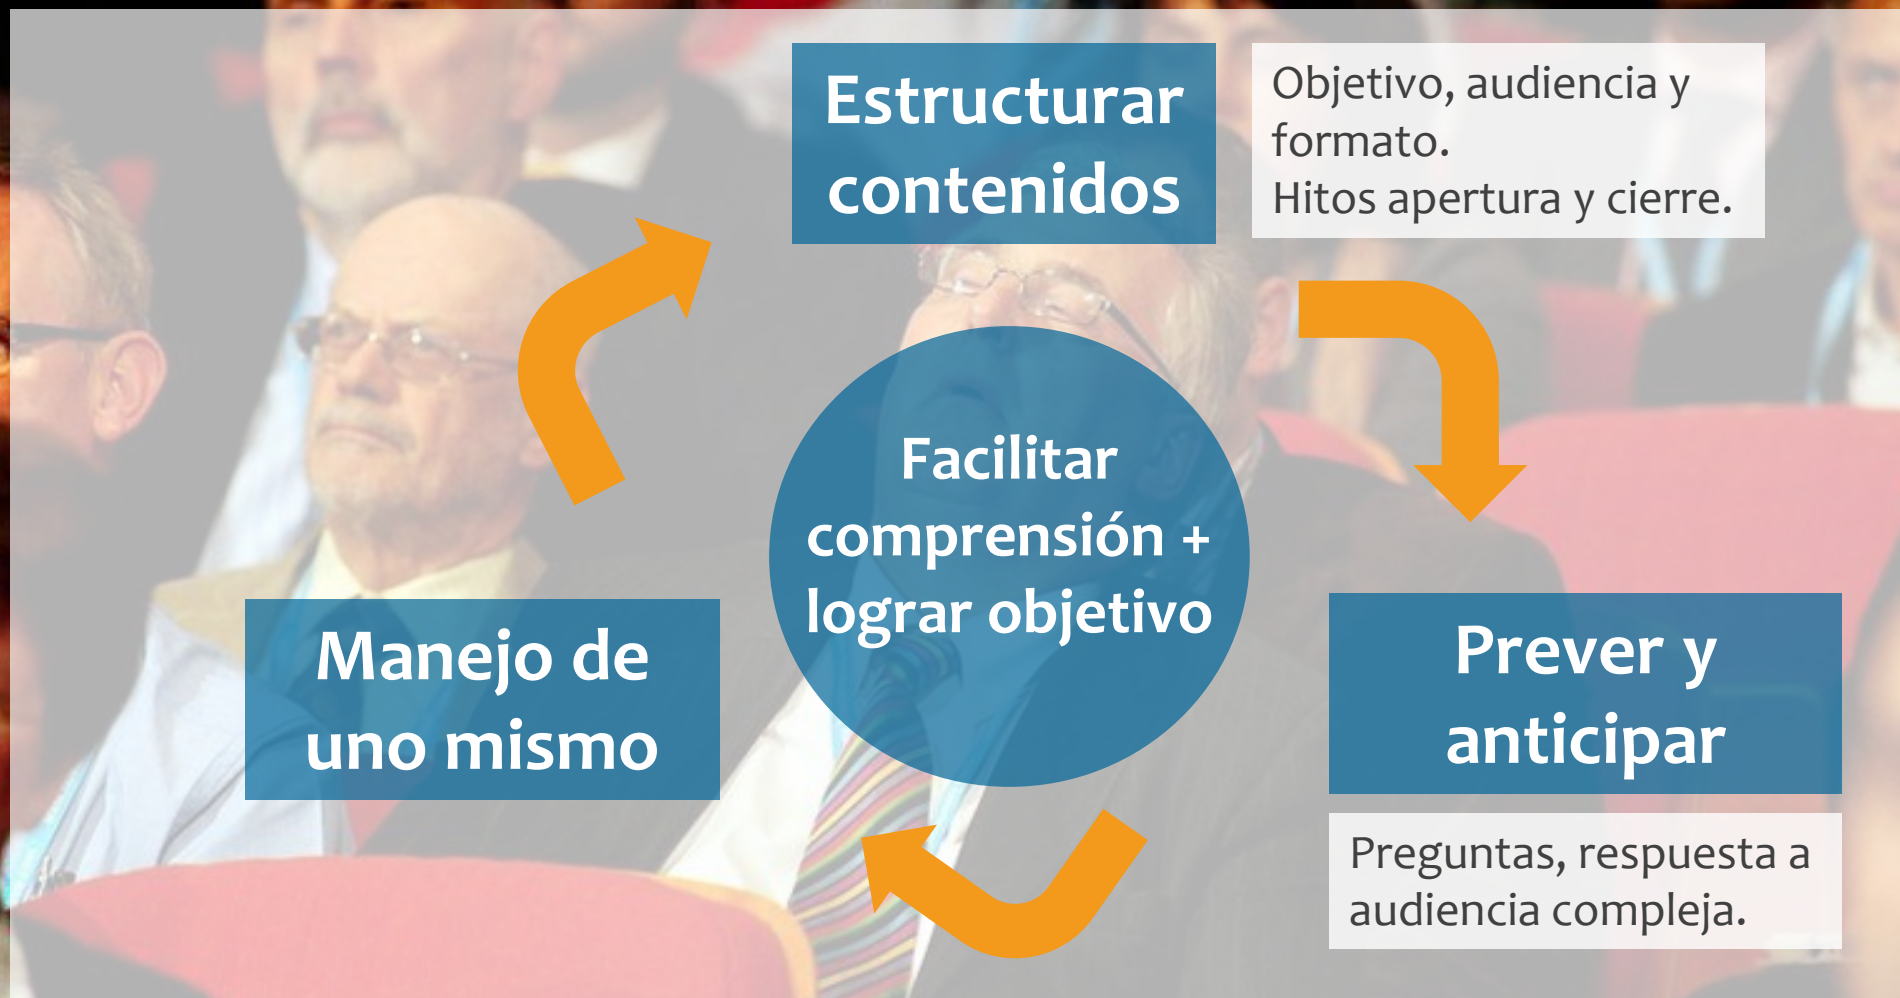 Estructurar
contenidos
Objetivo, audiencia y
formato.
Hitos apertura y cierre.
Facilitar
comprensión +
lograr objetivo
Manejo de
uno mismo
Prever y
anticipar
Preguntas, respuesta a
audiencia compleja.